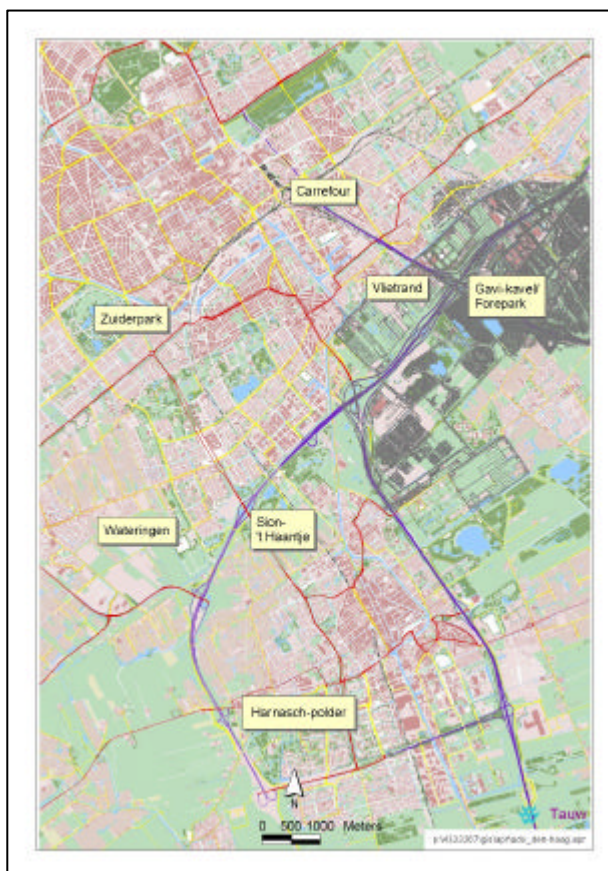 Carrefour
Vlietrand
Gavi-kavel/
Forepark
Zuiderpark
Wateringen
Sion-
't Haantje
Harnasch-polder
N
0 500 1000 Meters
Tauw